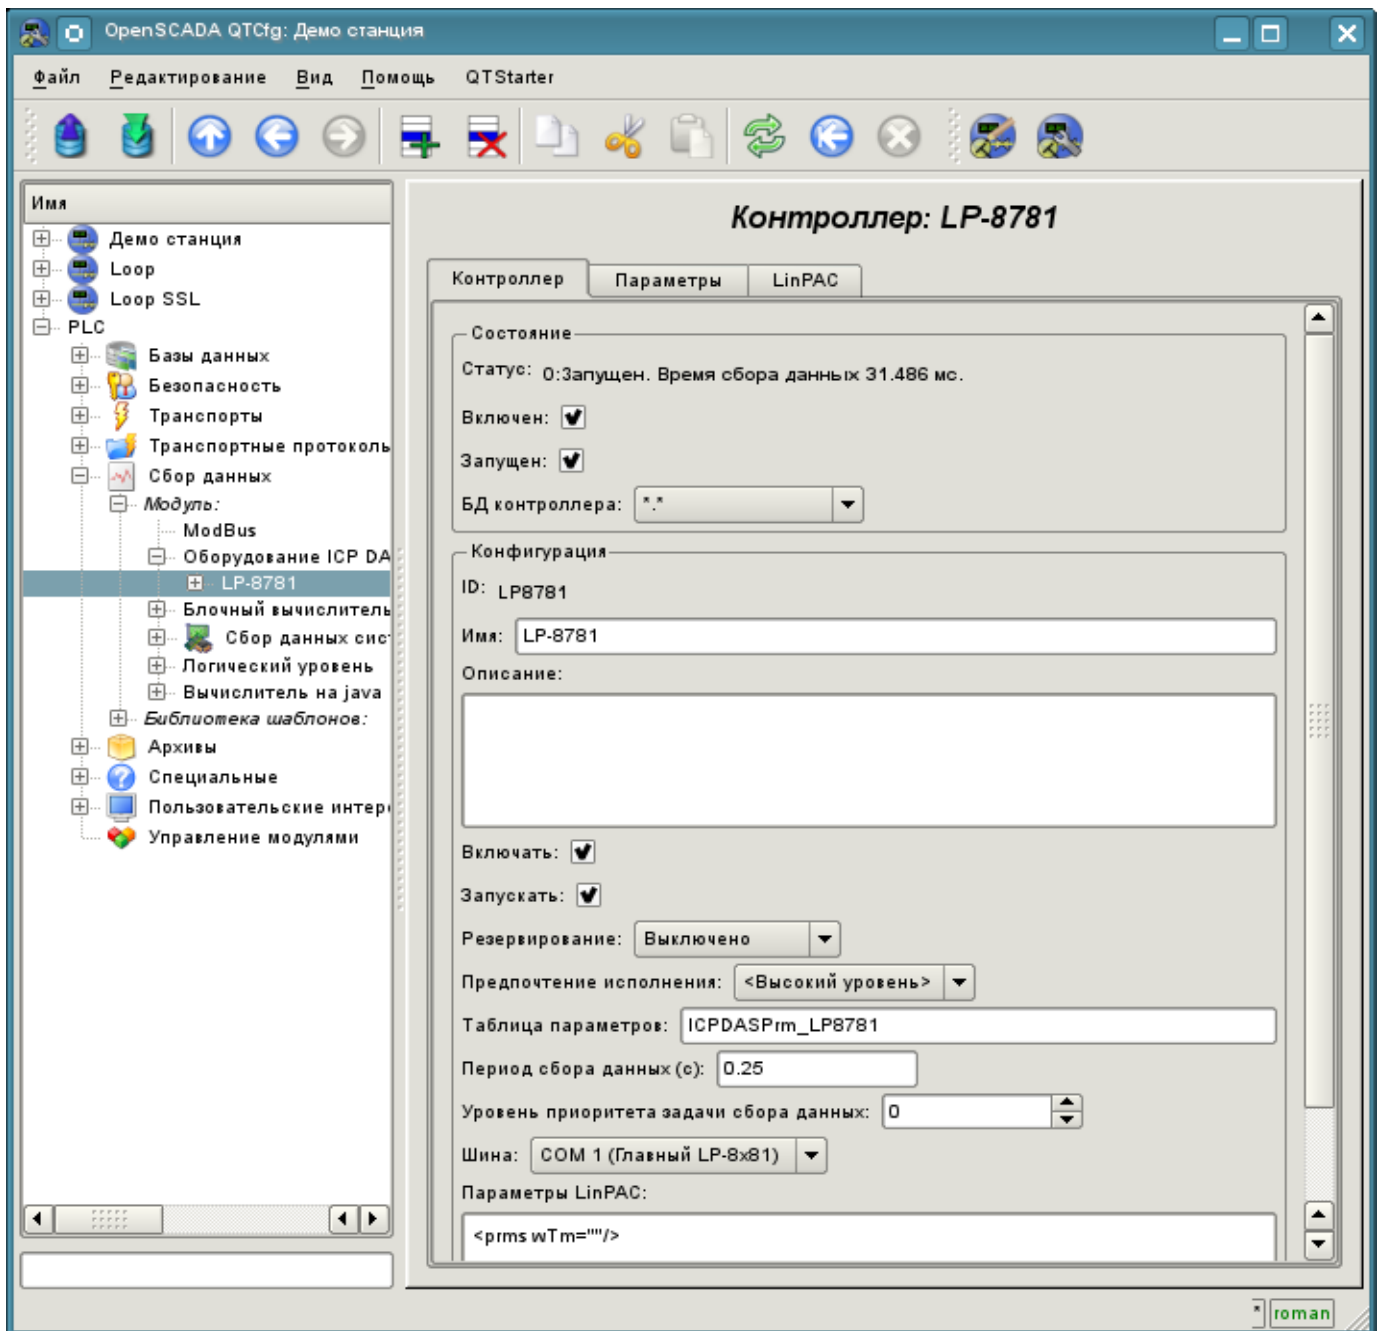 OpenSCADA QTCfg: Демо станция
Файл Редактирование Вид Помощь QTStarter
Имя
Демо станция
Loop
Loop SSL
PLC
Базы данных
Безопасность
Транспорты
Транспортные протоколь
Сбор данных
Модуль:
ModBus
Оборудование ICP DA
LP-8781
Блочный вычислитель
Сбор данных сис
Логический уровень
Вычислитель на java
Библиотека шаблонов:
Архивы
Специальные
Пользовательские интер
Управление модулями
Контроллер: LP-8781
Контроллер Параметры LinPAC
Состояние
Статус: 0:Запущен. Время сбора данных 31.486 мс.
Включен:
Запущен:
БД контроллера: *.*
Конфигурация
ID: LP8781
Имя: LP-8781
Описание:
Включать:
Запускать:
Резервирование: Выключено
Предпочтение исполнения: <Высокий уровень>
Таблица параметров: ICPDASPrm_LP8781
Период сбора данных (с): 0.25
Уровень приоритета задачи сбора данных: 0
Шина: COM 1 (Главный LP-8x81)
Параметры LinPAC:
<prms wTm=""/>
* roman